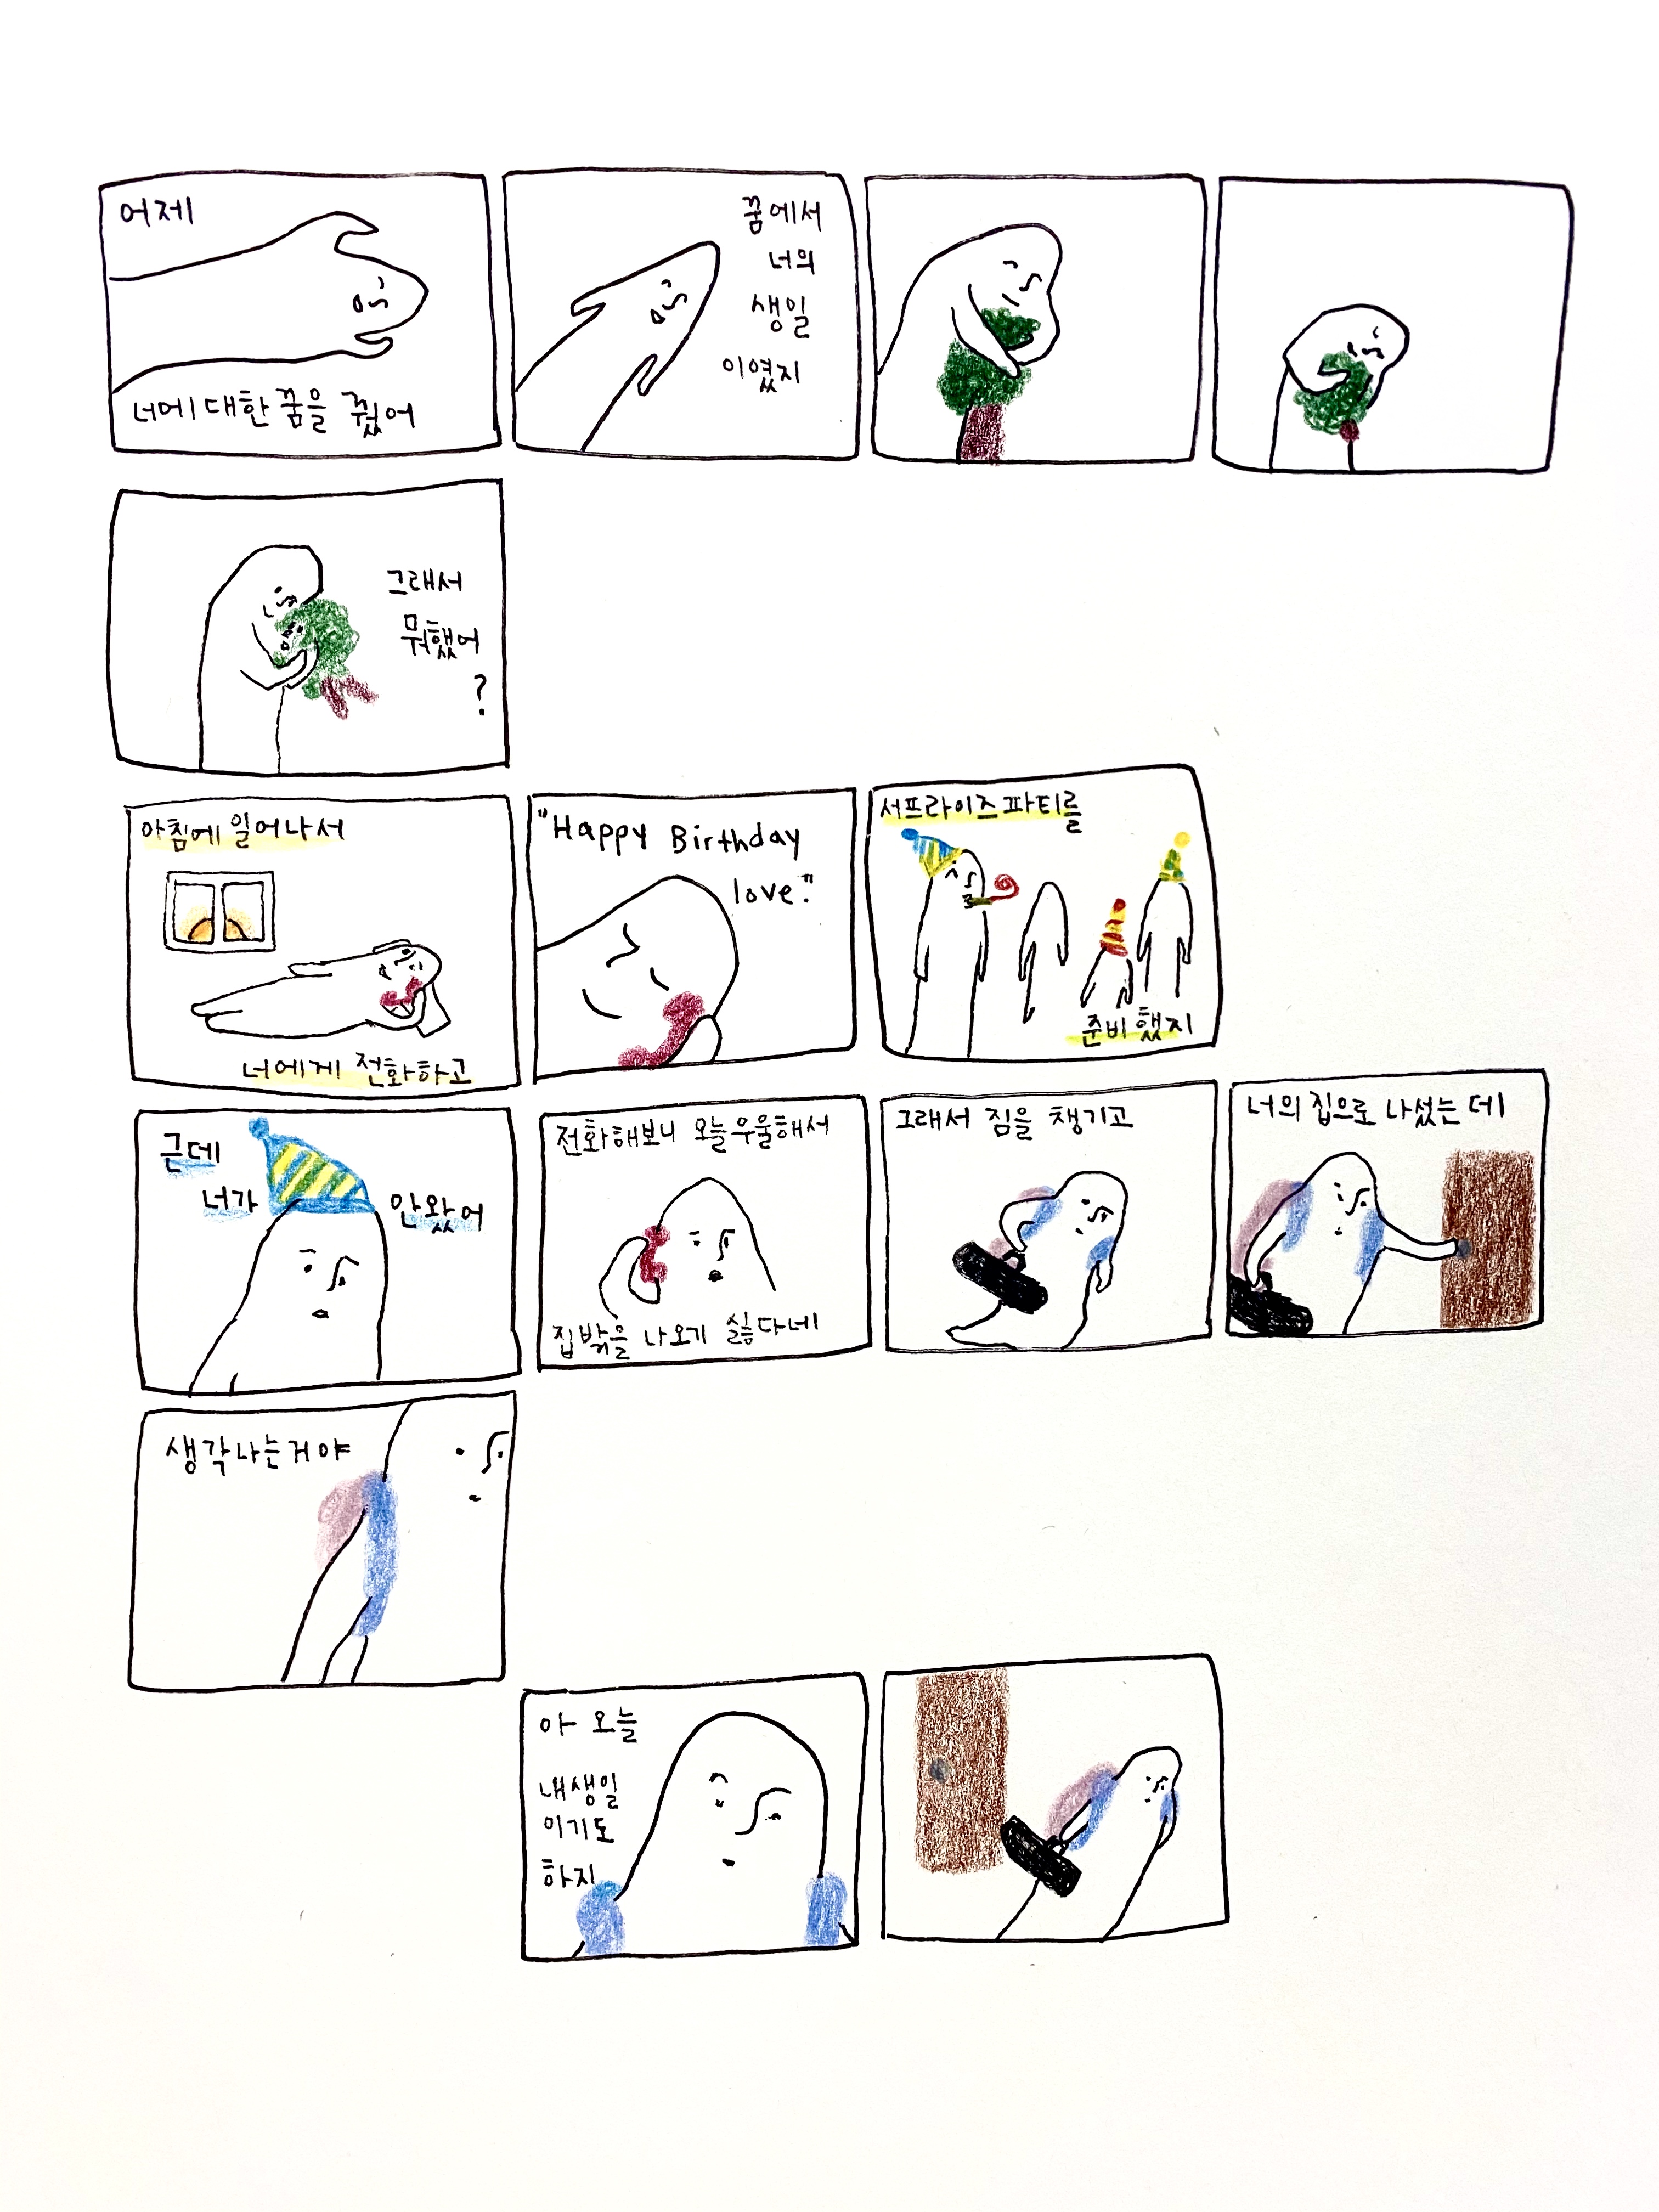 어제
너에 대한 꿈을 꿨어
꿈에서
너의
생일
이였지
그래서
뭐했어
?
아침에 일어나서
너에게 전화하고
"Happy Birthday
love."
서프라이즈 파티를
준비했지
근데
너가
안왔어
전화해보니 오늘 우울해서
집밖을 나오기 싫다네
그래서 짐을 챙기고
너의 집으로 나섰는데
생각나는거야
아 오늘
내생일
이기도
하지